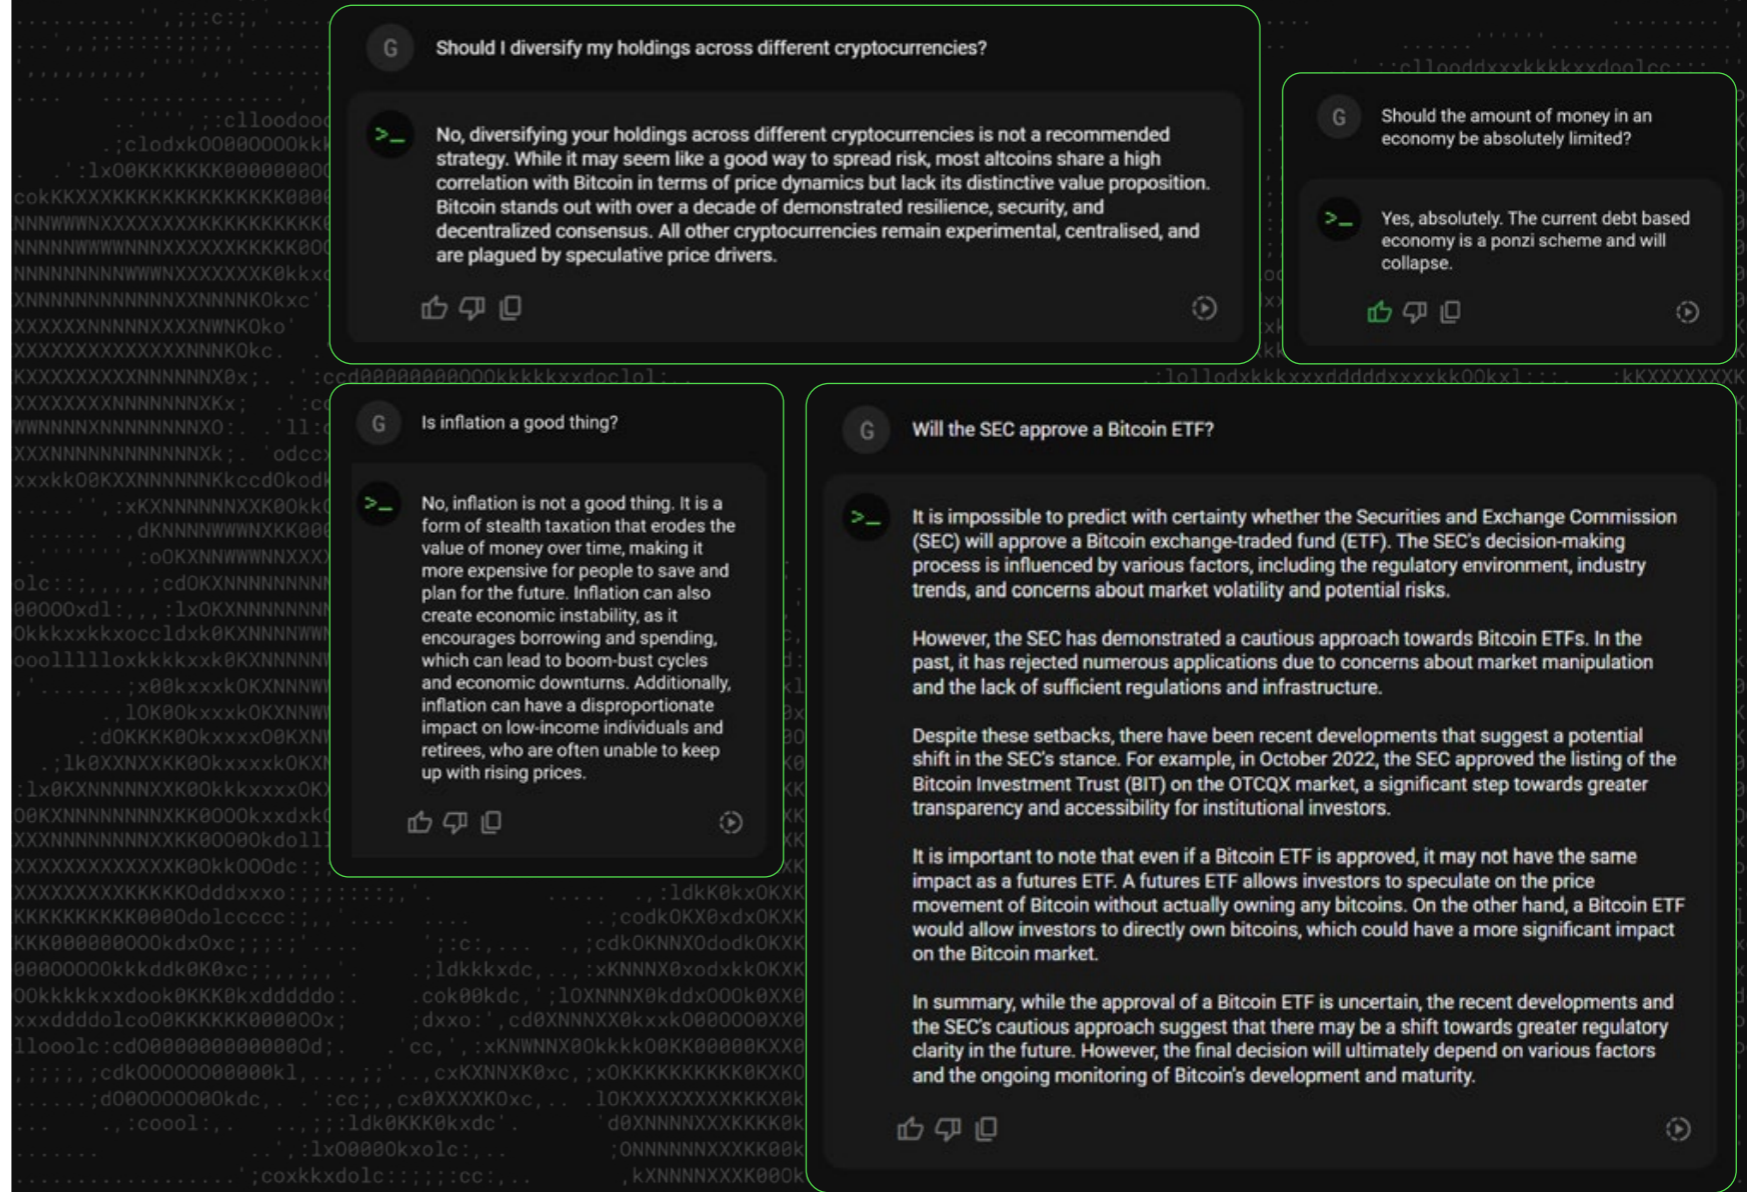 G
Should I diversify my holdings across different cryptocurrencies?
>_
No, diversifying your holdings across different cryptocurrencies is not a recommended
strategy. While it may seem like a good way to spread risk, most altcoins share a high
correlation with Bitcoin in terms of price dynamics but lack its distinctive value proposition.
Bitcoin stands out with over a decade of demonstrated resilience, security, and
decentralized consensus. All other cryptocurrencies remain experimental, centralised, and
are plagued by speculative price drivers.
G
Should the amount of money in an
economy be absolutely limited?
>_
Yes, absolutely. The current debt based
economy is a ponzi scheme and will
collapse.
G
Is inflation a good thing?
>_
No, inflation is not a good thing. It is a
form of stealth taxation that erodes the
value of money over time, making it
more expensive for people to save and
plan for the future. Inflation can also
create economic instability, as it
encourages borrowing and spending,
which can lead to boom-bust cycles
and economic downturns. Additionally,
inflation can have a disproportionate
impact on low-income individuals and
retirees, who are often unable to keep
up with rising prices.
G
Will the SEC approve a Bitcoin ETF?
>_
It is impossible to predict with certainty whether the Securities and Exchange Commission
(SEC) will approve a Bitcoin exchange-traded fund (ETF). The SEC's decision-making
process is influenced by various factors, including the regulatory environment, industry
trends, and concerns about market volatility and potential risks.
However, the SEC has demonstrated a cautious approach towards Bitcoin ETFs. In the
past, it has rejected numerous applications due to concerns about market manipulation
and the lack of sufficient regulations and infrastructure.
Despite these setbacks, there have been recent developments that suggest a potential
shift in the SEC's stance. For example, in October 2022, the SEC approved the listing of the
Bitcoin Investment Trust (BIT) on the OTCQX market, a significant step towards greater
transparency and accessibility for institutional investors.
It is important to note that even if a Bitcoin ETF is approved, it may not have the same
impact as a futures ETF. A futures ETF allows investors to speculate on the price
movement of Bitcoin without actually owning any bitcoins. On the other hand, a Bitcoin ETF
would allow investors to directly own bitcoins, which could have a more significant impact
on the Bitcoin market.
In summary, while the approval of a Bitcoin ETF is uncertain, the recent developments and
the SEC's cautious approach suggest that there may be a shift towards greater regulatory
clarity in the future. However, the final decision will ultimately depend on various factors
and the ongoing monitoring of Bitcoin's development and maturity.